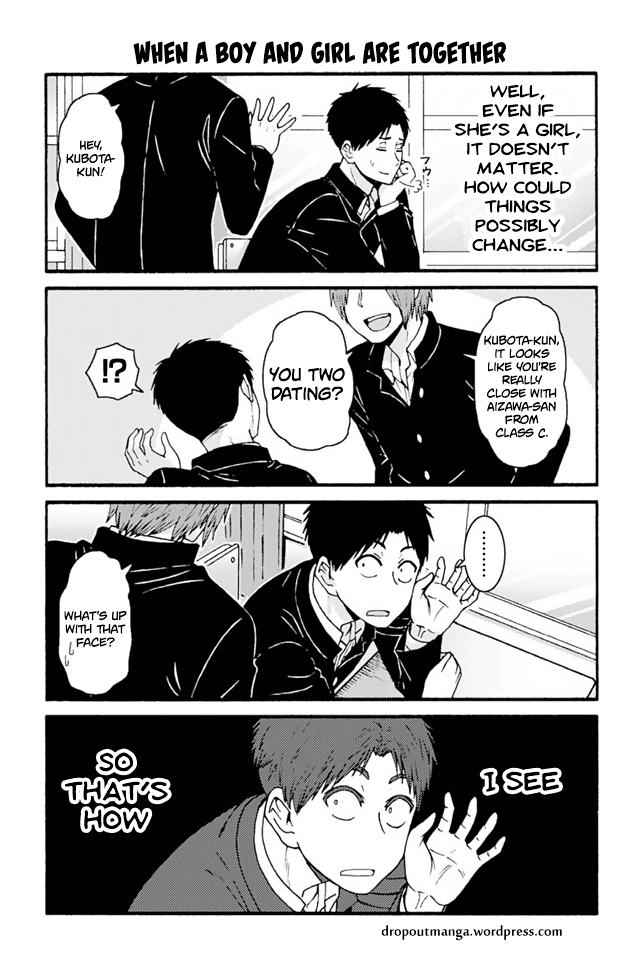 WHEN A BOY AND GIRL ARE TOGETHER
WELL,
EVEN IF
SHE'S A GIRL,
IT DOESN'T
MATTER.
HOW COULD
THINGS
POSSIBLY
CHANGE...
フゥ…
HEY,
KUBOTA-
KUN!
KUBOTA-KUN,
IT LOOKS
LIKE YOU'RE
REALLY
CLOSE WITH
AIZAWA-SAN
FROM
CLASS C.
YOU TWO
DATING?
!?
........
WHAT'S UP
WITH THAT
FACE?
I SEE
SO
THAT'S
HOW
dropoutmanga.wordpress.com